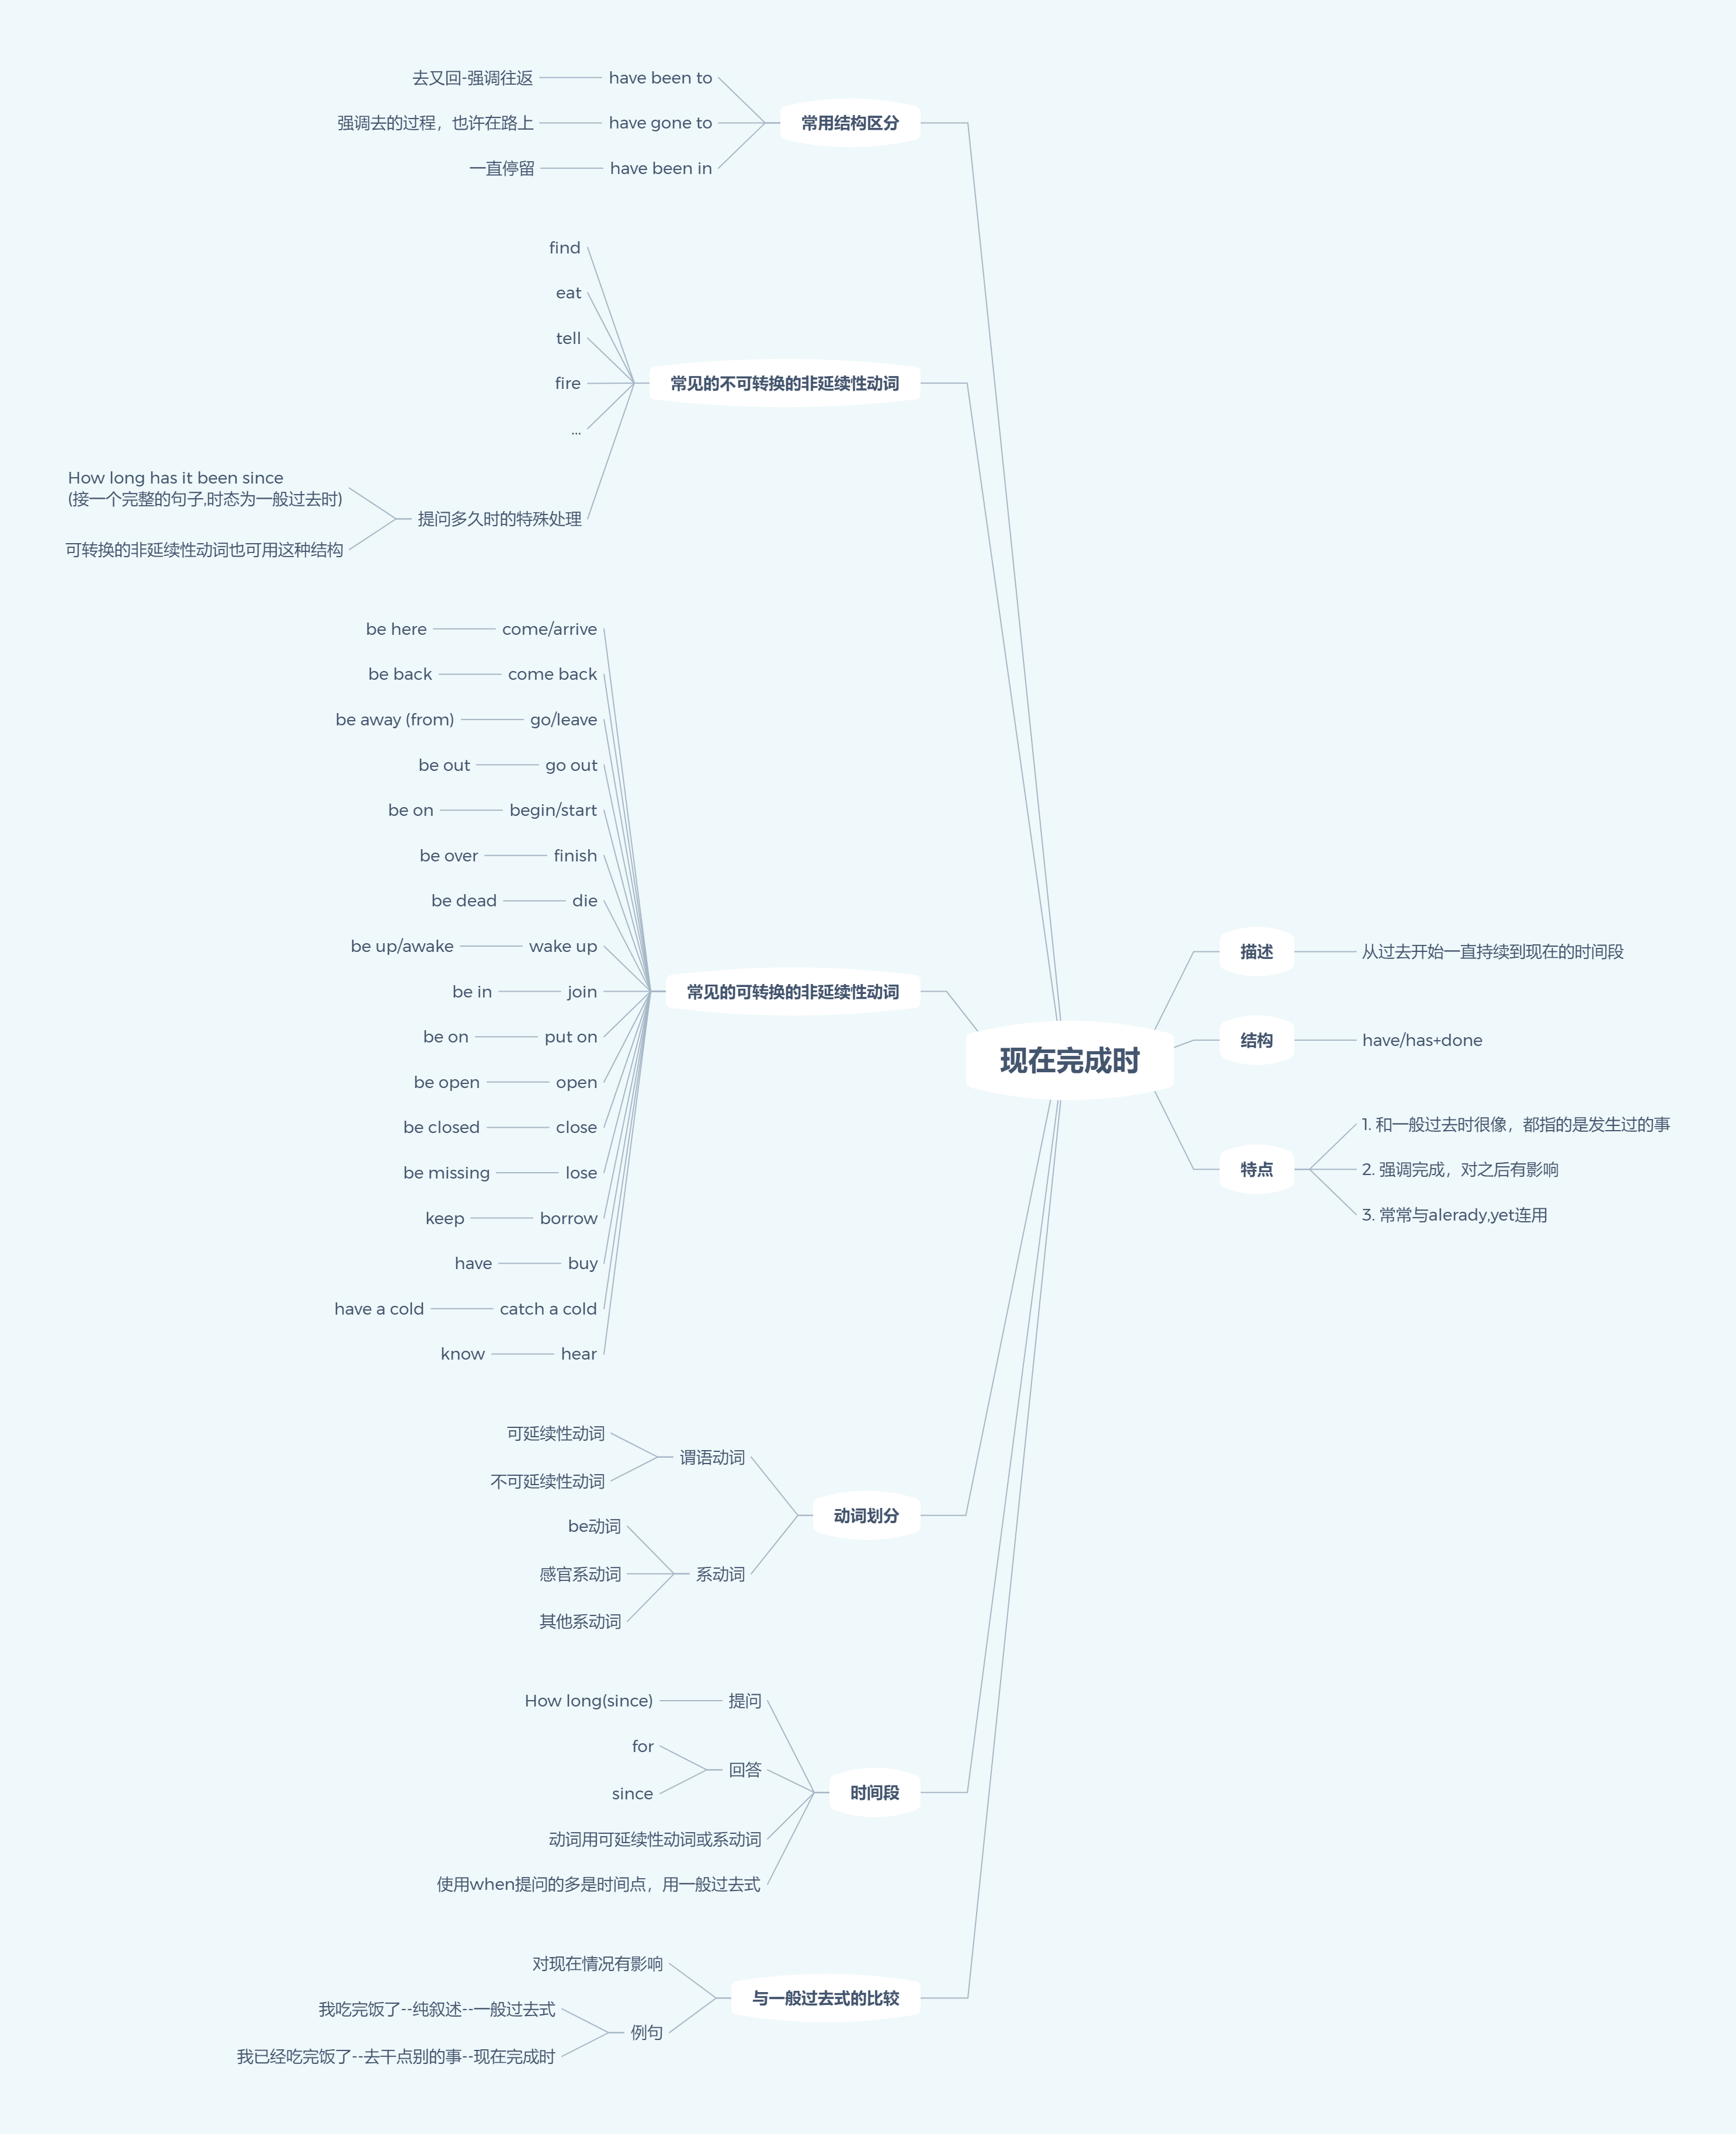 现在完成时
描述
从过去开始一直持续到现在的时间段
结构
have/has+done
特点
1. 和一般过去时很像，都指的是发生过的事
2. 强调完成，对之后有影响
3. 常常与alerady,yet连用
常用结构区分
have been to
去又回-强调往返
have gone to
强调去的过程，也许在路上
have been in
一直停留
常见的不可转换的非延续性动词
find
eat
tell
fire
...
提问多久时的特殊处理
How long has it been since
(接一个完整的句子,时态为一般过去时)
可转换的非延续性动词也可用这种结构
常见的可转换的非延续性动词
come/arrive
be here
come back
be back
go/leave
be away (from)
go out
be out
begin/start
be on
finish
be over
die
be dead
wake up
be up/awake
join
be in
put on
be on
open
be open
close
be closed
lose
be missing
borrow
keep
buy
have
catch a cold
have a cold
hear
know
动词划分
谓语动词
可延续性动词
不可延续性动词
系动词
be动词
感官系动词
其他系动词
时间段
提问
How long(since)
回答
for
since
动词用可延续性动词或系动词
使用when提问的多是时间点，用一般过去式
与一般过去式的比较
对现在情况有影响
例句
我吃完饭了--纯叙述--一般过去式
我已经吃完饭了--去干点别的事--现在完成时